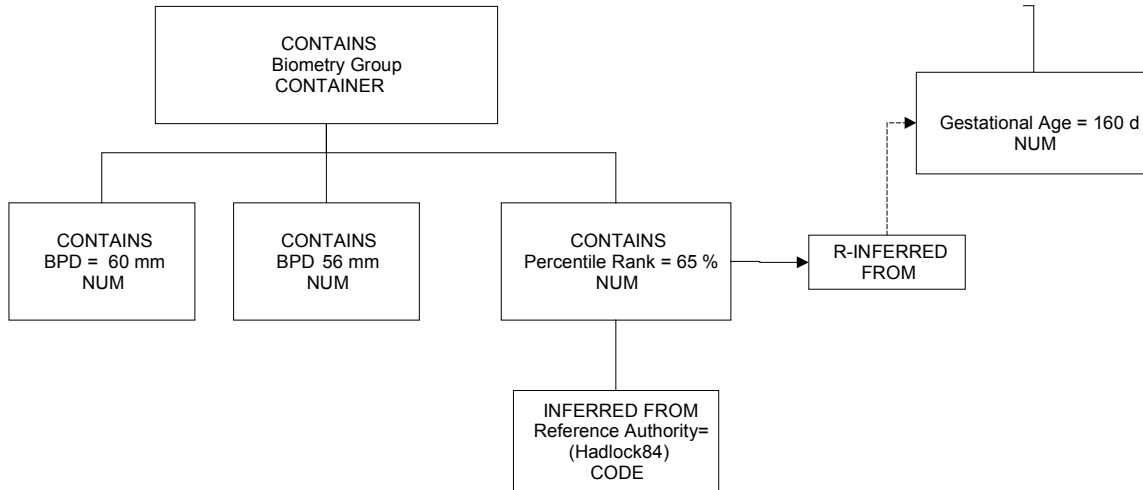 CONTAINS
Biometry Group
CONTAINER
Gestational Age = 160 d
NUM
CONTAINS
BPD = 60 mm
NUM
CONTAINS
BPD 56 mm
NUM
CONTAINS
Percentile Rank = 65 %
NUM
R-INFERRED
FROM
INFERRED FROM
Reference Authority=
(Hadlock84)
CODE